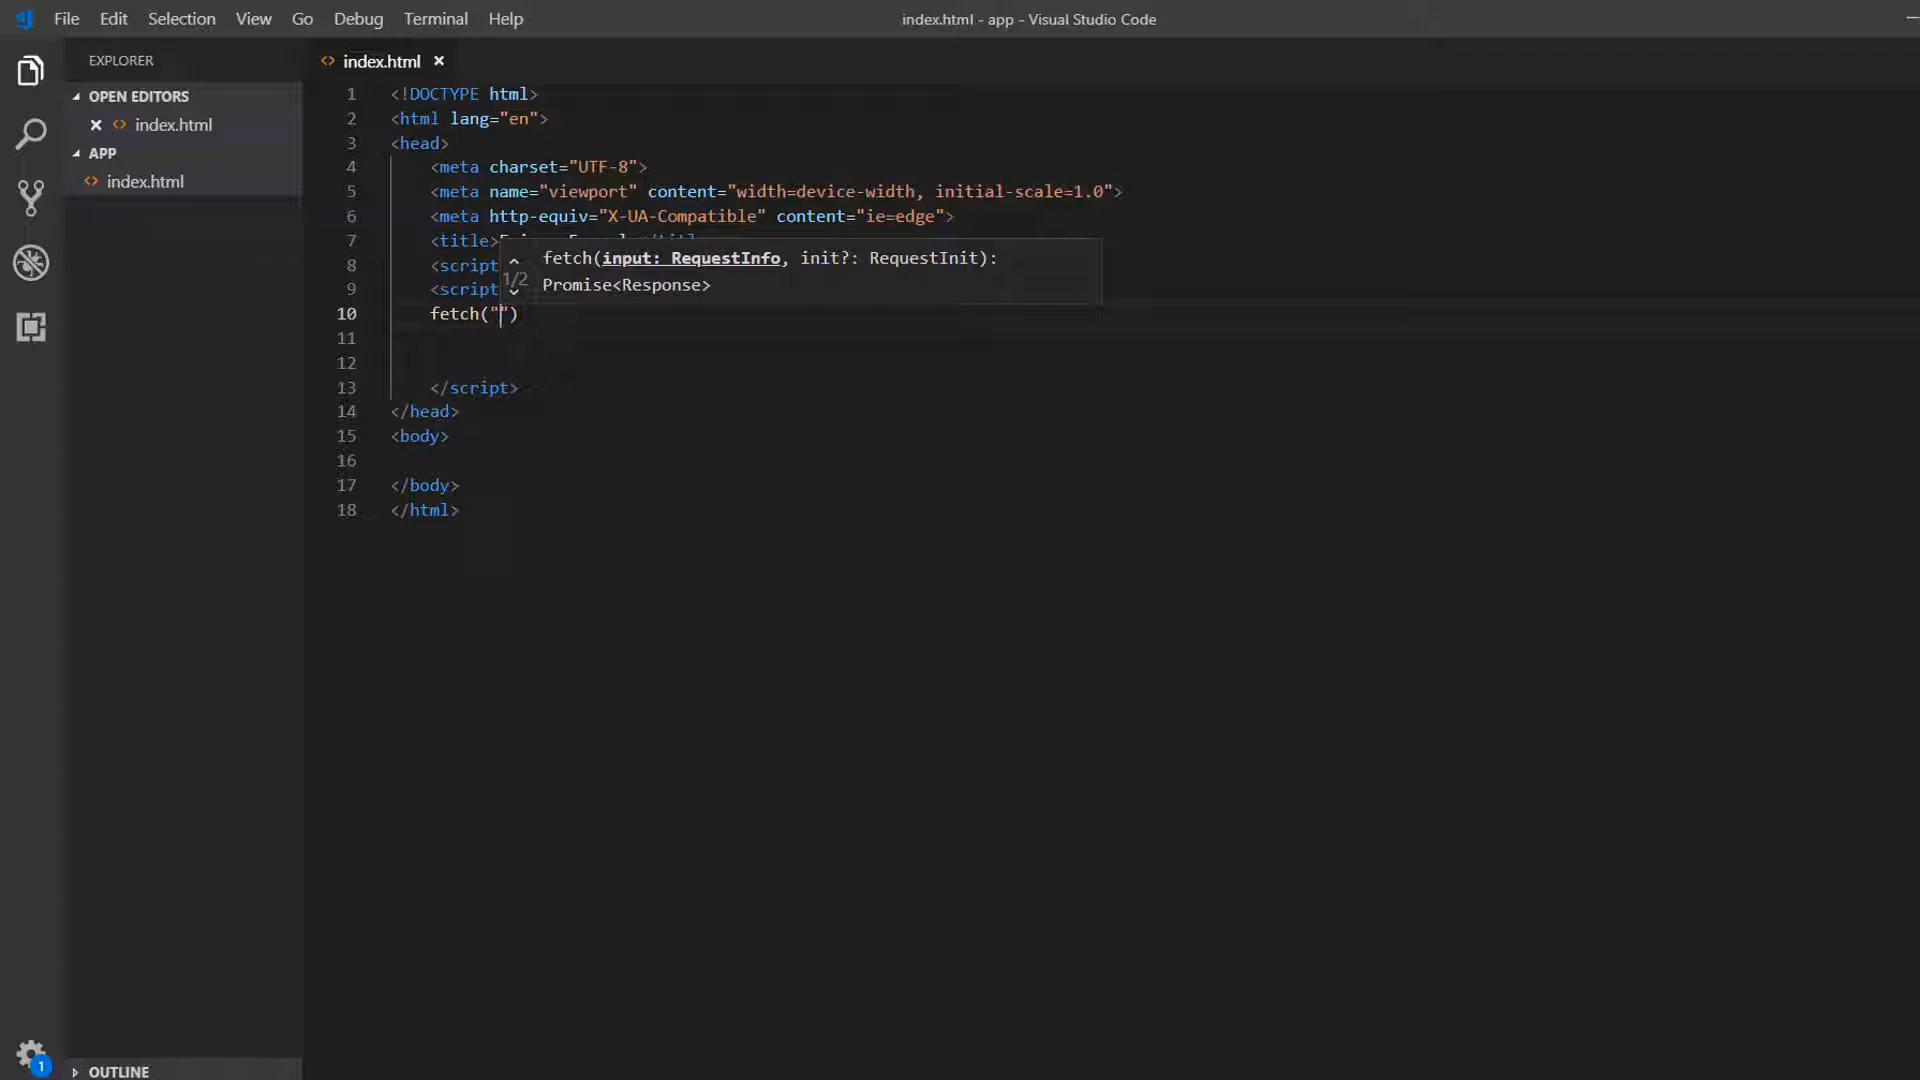 File Edit Selection View Go Debug Terminal Help
index.html - app - Visual Studio Code
EXPLORER
OPEN EDITORS
index.html
APP
index.html
OUTLINE
1
index.html
1 <!DOCTYPE html>
2 <html lang="en">
3 <head>
4 <meta charset="UTF-8">
5 <meta name="viewport" content="width=device-width, initial-scale=1.0">
6 <meta http-equiv="X-UA-Compatible" content="ie=edge">
7 <title>
8 <script
9 <script
1/2
fetch(input: RequestInfo, init?: RequestInit):
Promise<Response>
10 fetch("")
11
12
13 </script>
14 </head>
15 <body>
16
17 </body>
18 </html>